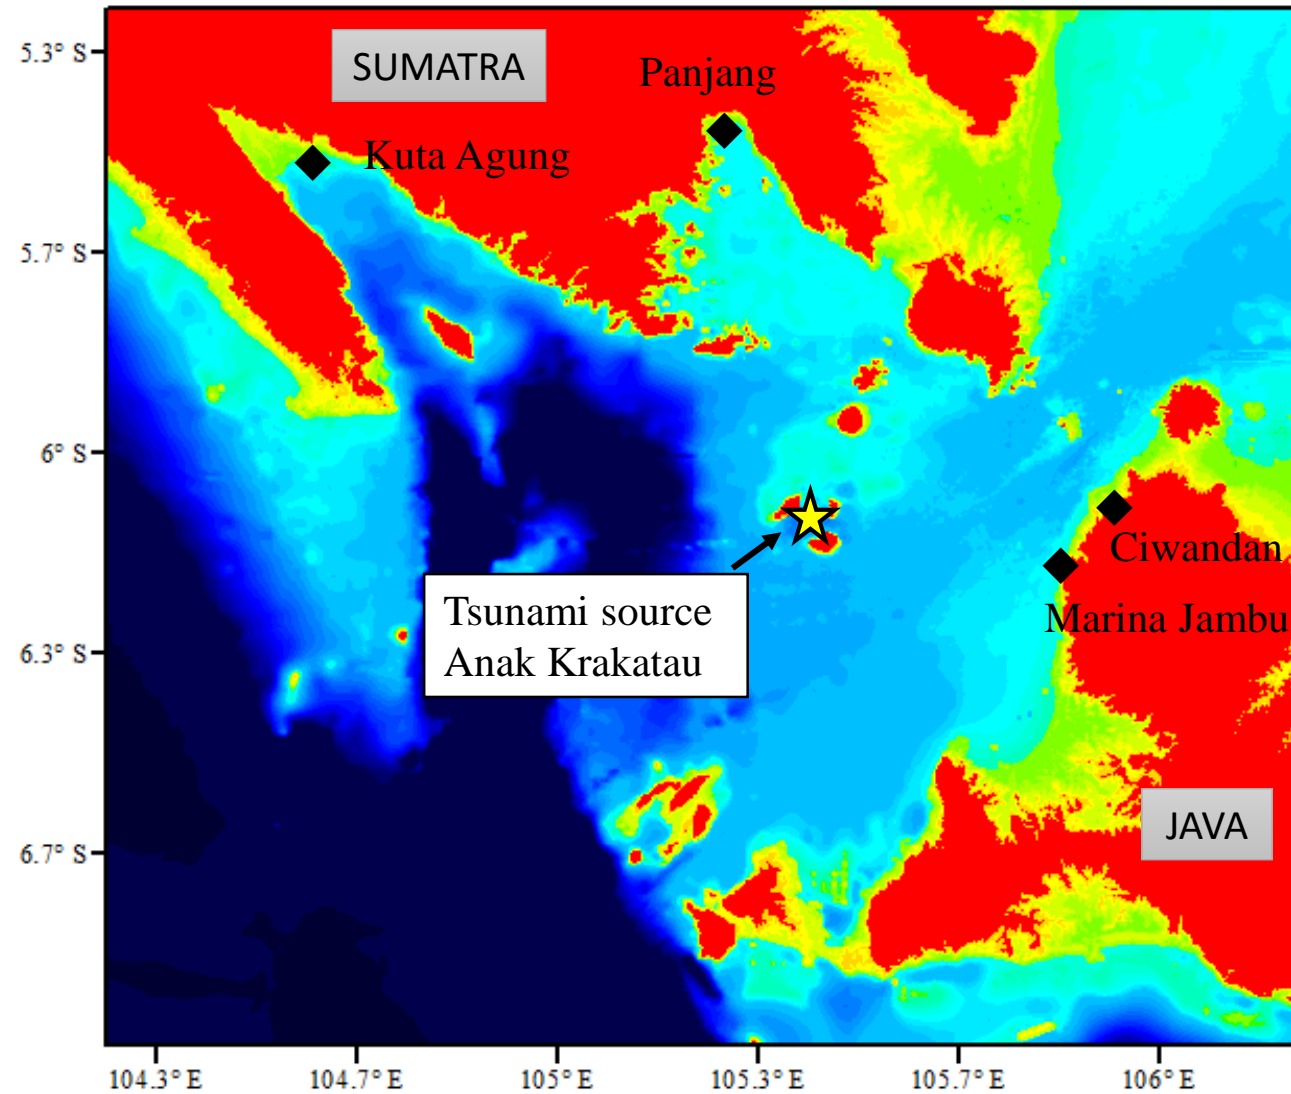 5.3° S
SUMATRA
Panjang
Kuta Agung
5.7° S
6° S
Ciwandan
Marina Jambu
Tsunami source
Anak Krakatau
6.3° S
JAVA
6.7° S
104.3° E
104.7° E
105° E
105.3° E
105.7° E
106° E